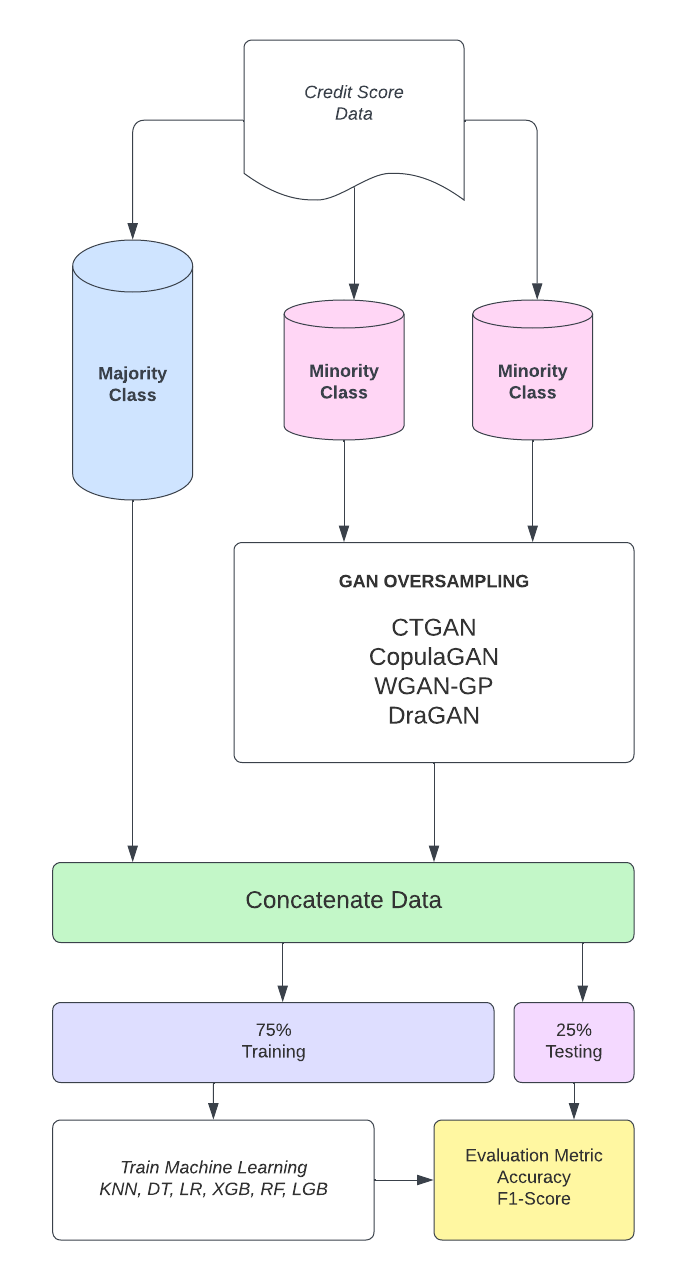 Credit Score
Data
Majority
Class
Minority
Class
Minority
Class
GAN OVERSAMPLING
CTGAN
CopulaGAN
WGAN-GP
DraGAN
Concatenate Data
75%
Training
25%
Testing
Train Machine Learning
KNN, DT, LR, XGB, RF, LGB
Evaluation Metric
Accuracy
F1-Score